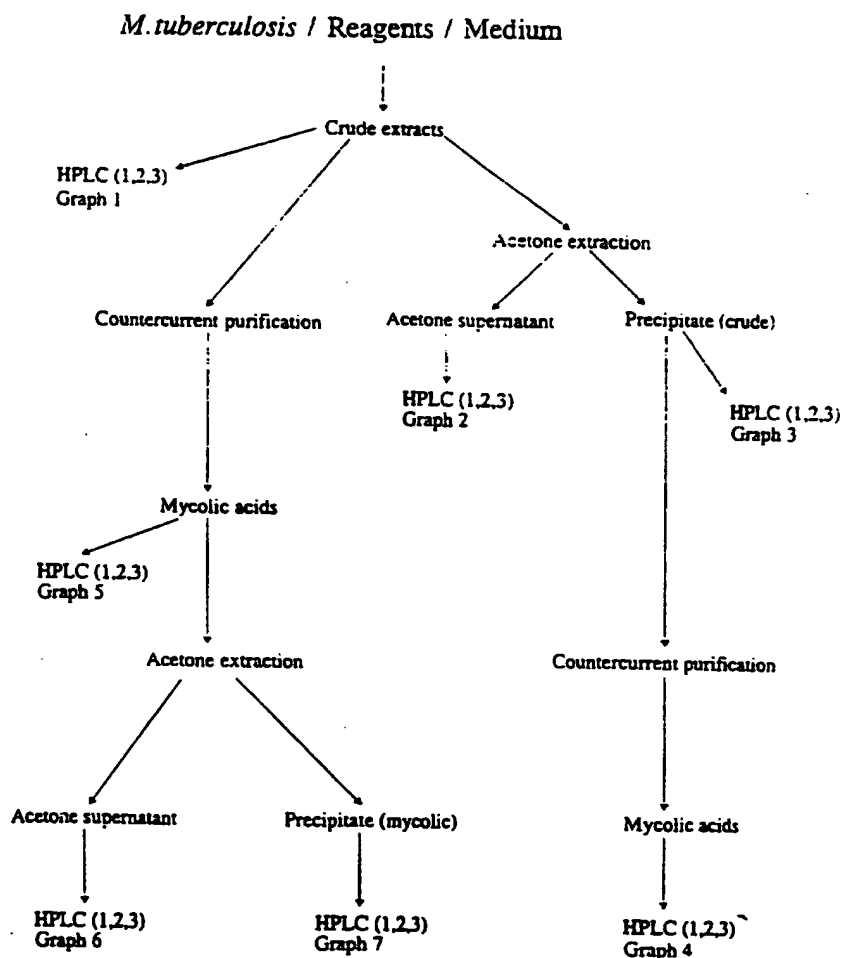 M.tuberculosis / Reagents / Medium
Crude extracts
HPLC (1,2,3)
Graph 1
Acetone extraction
Countercurrent purification
Acetone supernatant
Precipitate (crude)
HPLC (1,2,3)
Graph 2
HPLC (1,2,3)
Graph 3
Mycolic acids
HPLC (1,2,3)
Graph 5
Acetone extraction
Countercurrent purification
Acetone supernatant
Precipitate (mycolic)
Mycolic acids
HPLC (1,2,3)
Graph 6
HPLC (1,2,3)
Graph 7
HPLC (1,2,3)
Graph 4